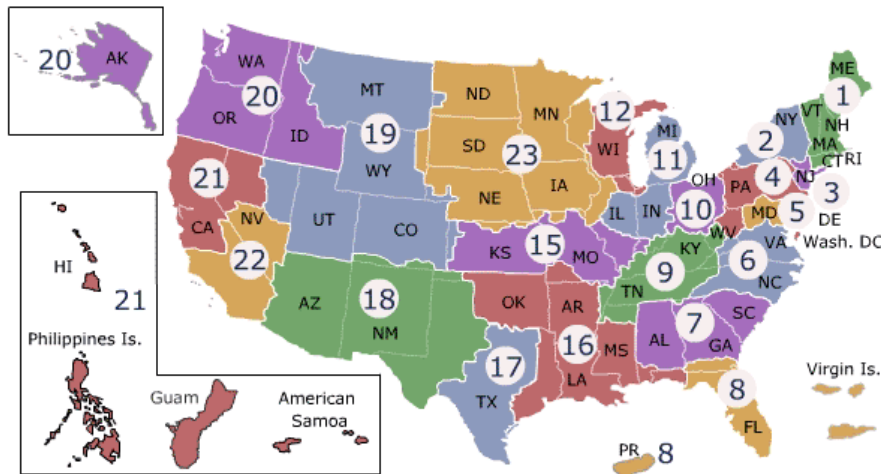 20
AK
WA
OR
20
ID
MT
19
WY
ND
SD
MN
23
NE
IA
12
WI
MI
11
ME
1
VT
NH
NY
2
MA
CT
RI
PA
4
NJ
3
OH
10
MD
5
DE
WV
Wash. DC
21
CA
NV
22
UT
CO
IL
IN
KS
15
MO
KY
9
TN
VA
6
NC
AZ
18
NM
OK
AR
16
MS
LA
AL
7
SC
GA
17
TX
8
FL
PR
8
Virgin Is.
HI
21
Philippines Is.
Guam
American
Samoa